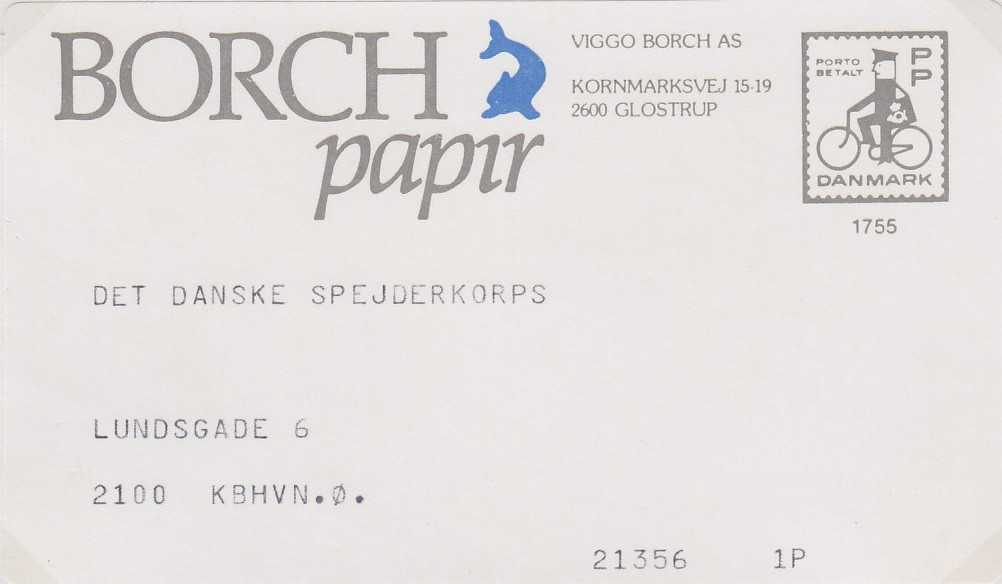 BORCH
papir
VIGGO BORCH AS
KORNMARKSVEJ 15-19
2600 GLOSTRUP
PORTO
BETALT
PP
DANMARK
1755
DET DANSKE SPEJDERKORPS
LUNDSGADE 6
2100 KBHVN.Ø.
21356 1P